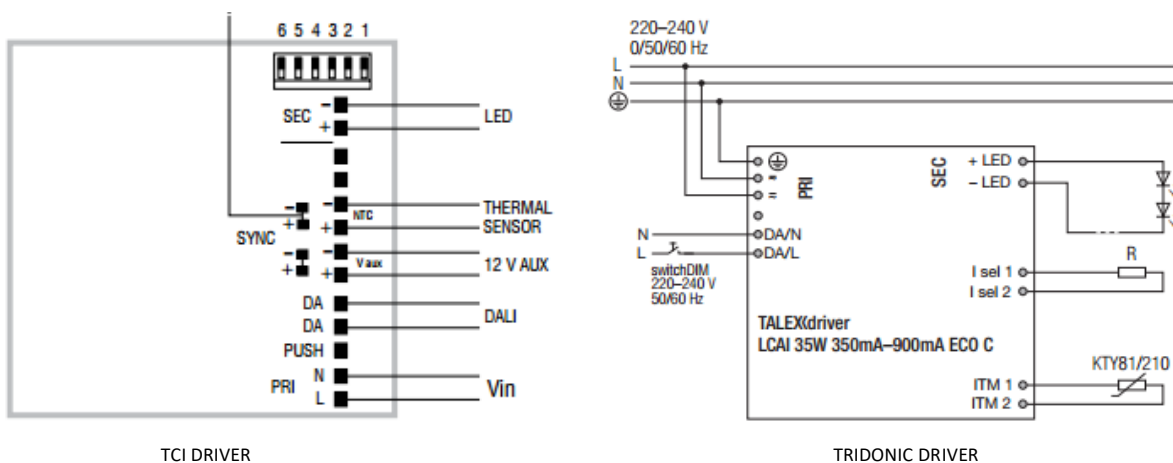 6 5 4 3 2 1
SEC
-
+
LED
-
+
NTC
THERMAL
SENSOR
-
+
SYNC
-
+
-
+
V aux
12 V AUX
DA
DA
DALI
PUSH
PRI
N
L
Vin
TCI DRIVER
220–240 V
0/50/60 Hz
L
N
PRI
SEC
+ LED
– LED
N
DA/N
L
DA/L
switchDIM
220–240 V
50/60 Hz
I sel 1
I sel 2
R
TALEXXdriver
LCAI 35W 350mA–900mA ECO C
KTY81/210
ITM 1
ITM 2
TRIDONIC DRIVER